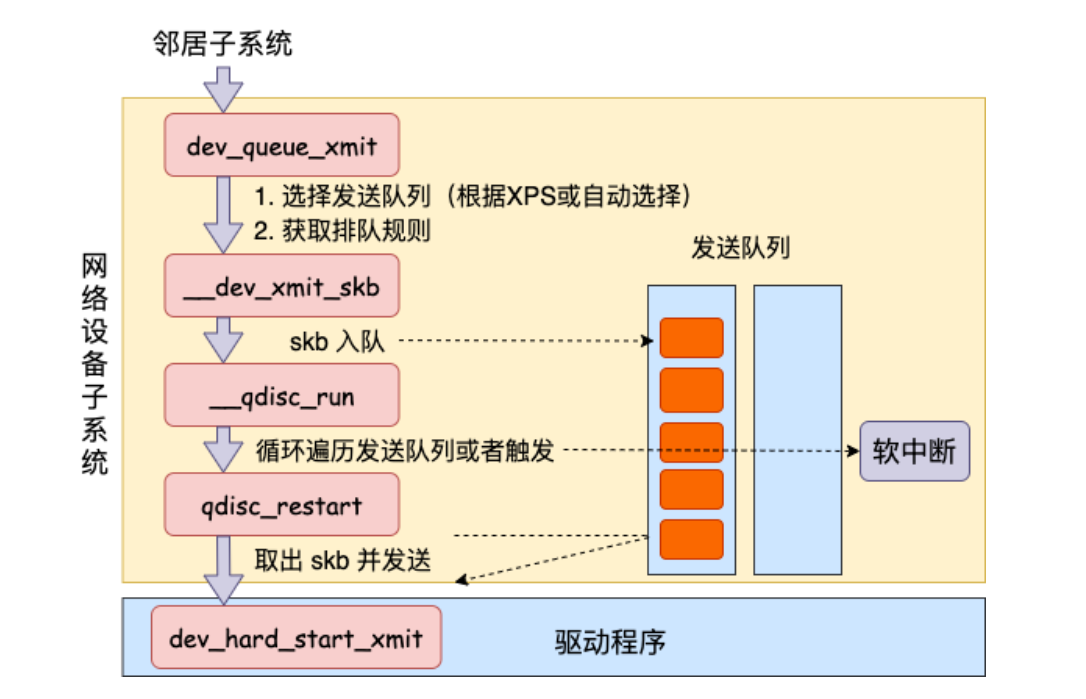 邻居子系统
dev_queue_xmit
1. 选择发送队列（根据XPS或自动选择）
2. 获取排队规则
发送队列
网络设备子系统
__dev_xmit_skb
skb 入队
__qdisc_run
循环遍历发送队列或者触发
软中断
qdisc_restart
取出 skb 并发送
dev_hard_start_xmit
驱动程序